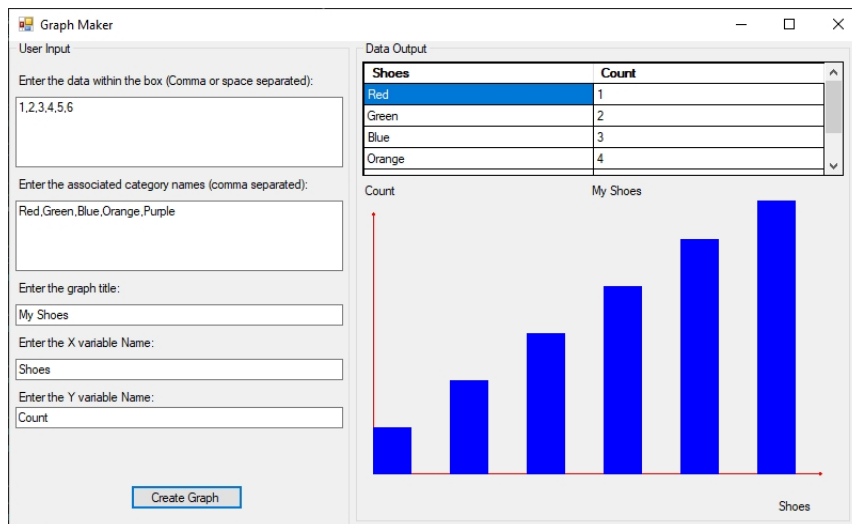 Graph Maker
User Input
Enter the data within the box (Comma or space separated):
1,2,3,4,5,6
Enter the associated category names (comma separated):
Red,Green,Blue,Orange,Purple
Enter the graph title:
My Shoes
Enter the X variable Name:
Shoes
Enter the Y variable Name:
Count
Create Graph
Data Output
Shoes Count
Red 1
Green 2
Blue 3
Orange 4
Count My Shoes
Shoes